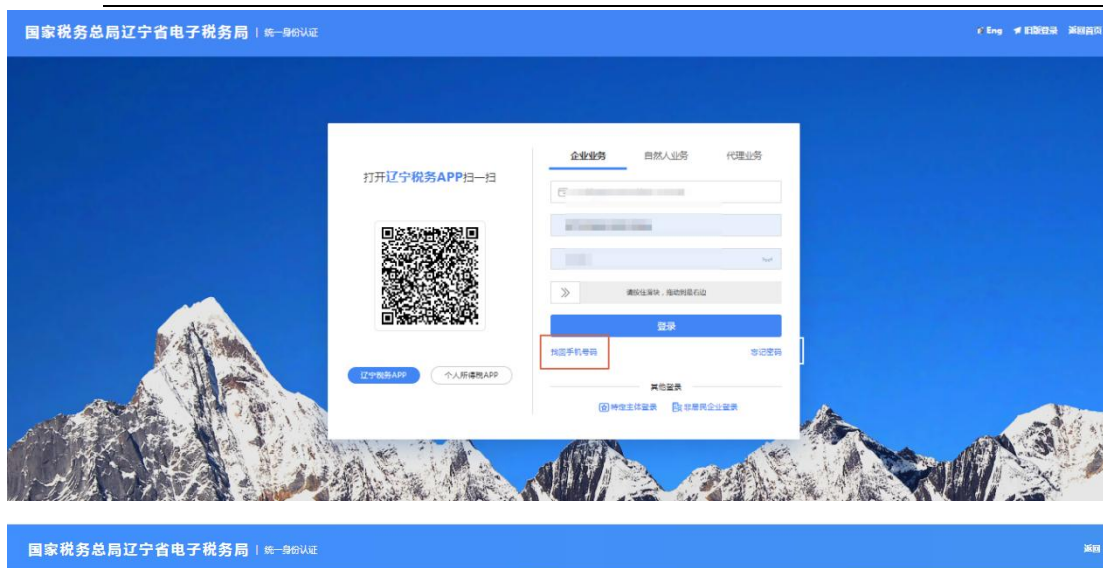 国家税务总局辽宁省电子税务局 | 统一身份认证
Eng 旧版登录 返回首页
企业业务 自然人业务 代理业务
打开辽宁税务APP扫一扫
请按住滑块，拖动到最右边
登录
找回手机号码 忘记密码
辽宁税务APP 个人所得税APP
其他登录
特定主体登录 非居民企业登录
国家税务总局辽宁省电子税务局 | 统一身份认证
返回